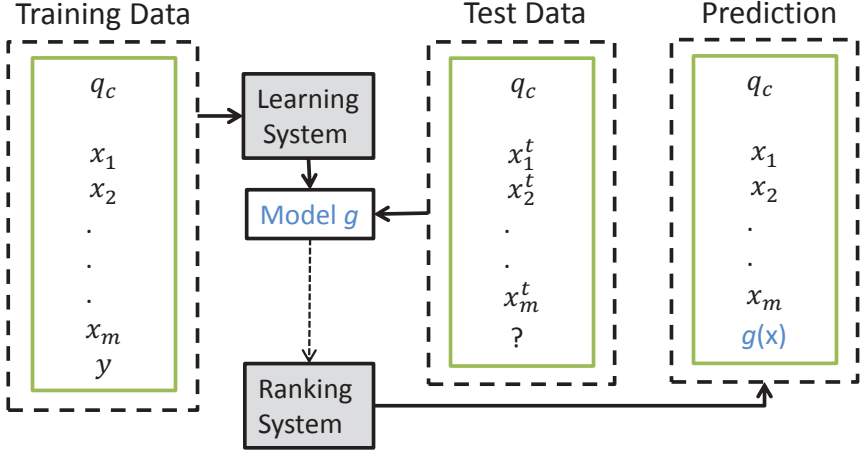 Training Data
q_c
x_1
x_2
.
.
.
x_m
y
Learning
System
Model g
Ranking
System
Test Data
q_c
x_1^t
x_2^t
.
.
x_m^t
?
Prediction
q_c
x_1
x_2
.
.
x_m
g(x)